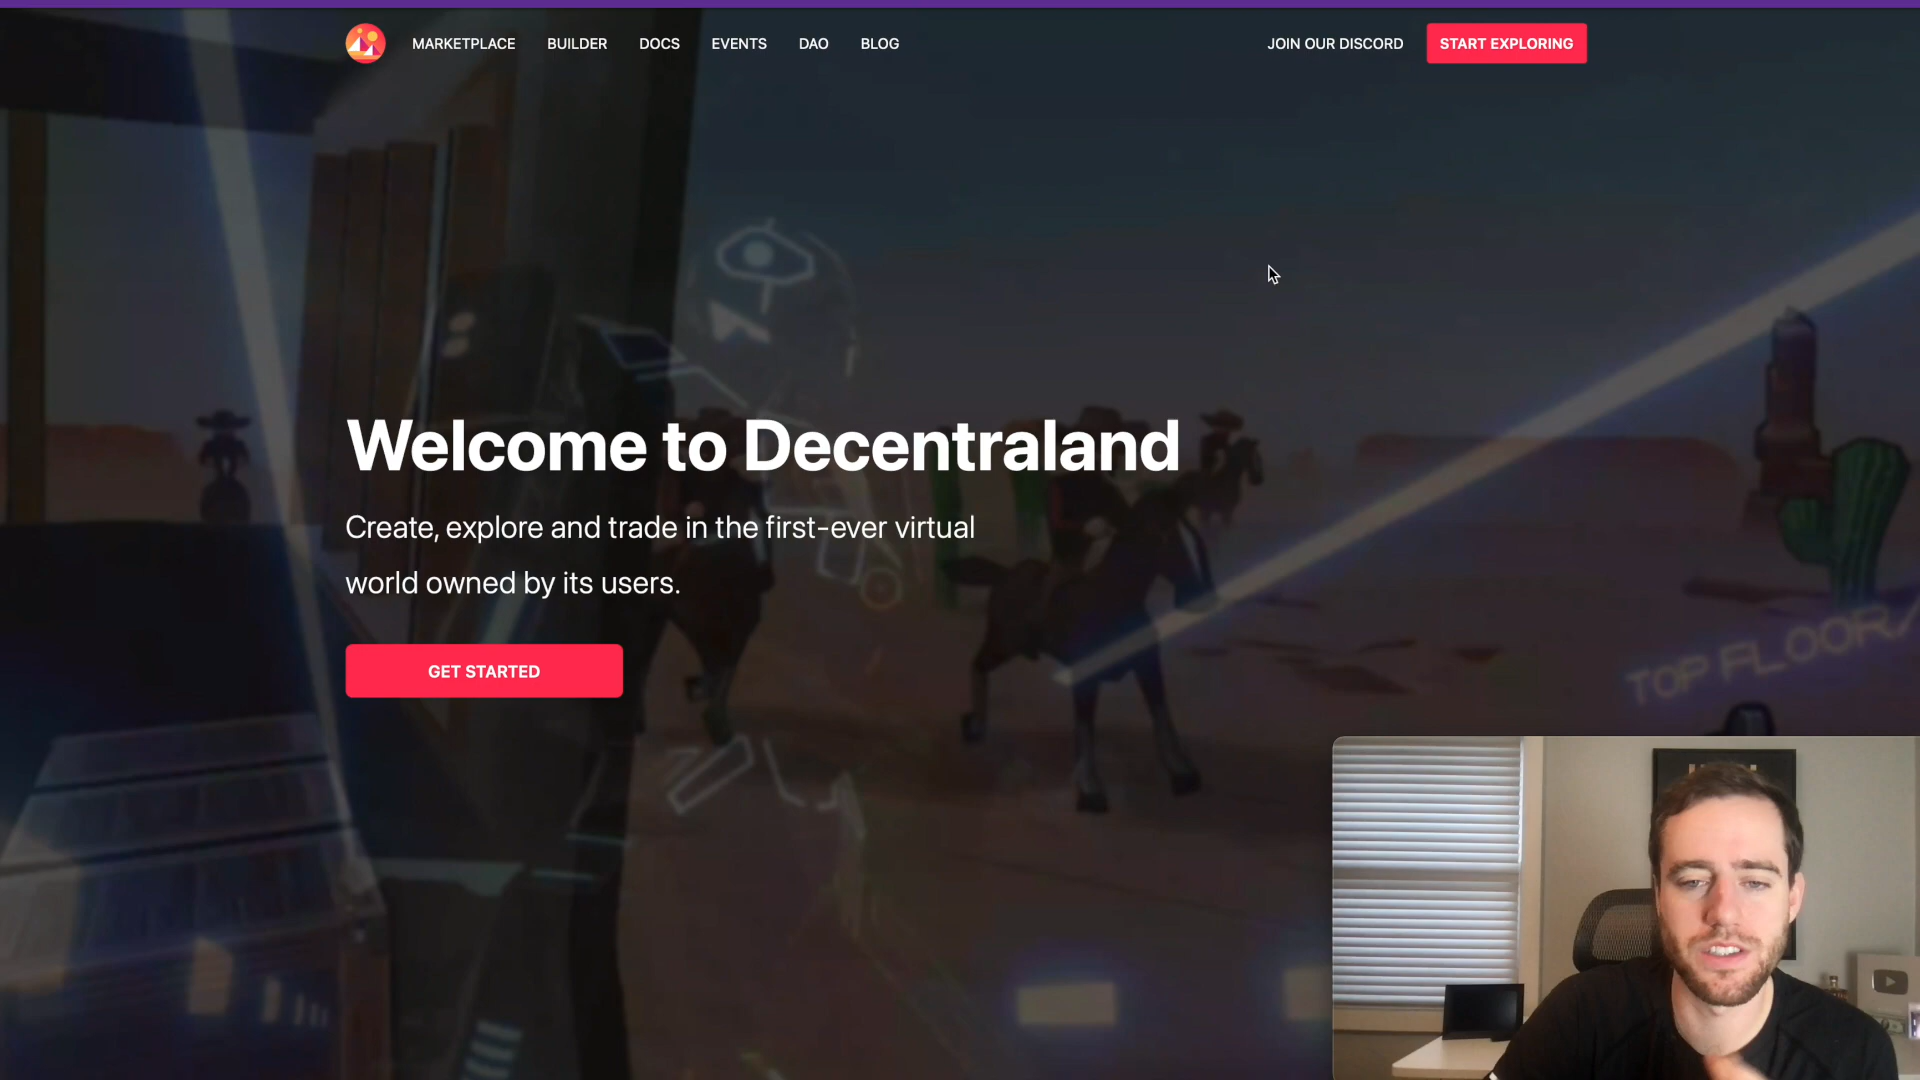 MARKETPLACE BUILDER DOCS EVENTS DAO BLOG JOIN OUR DISCORD START EXPLORING
Welcome to Decentraland
Create, explore and trade in the first-ever virtual
world owned by its users.
GET STARTED
TOP FLOOR